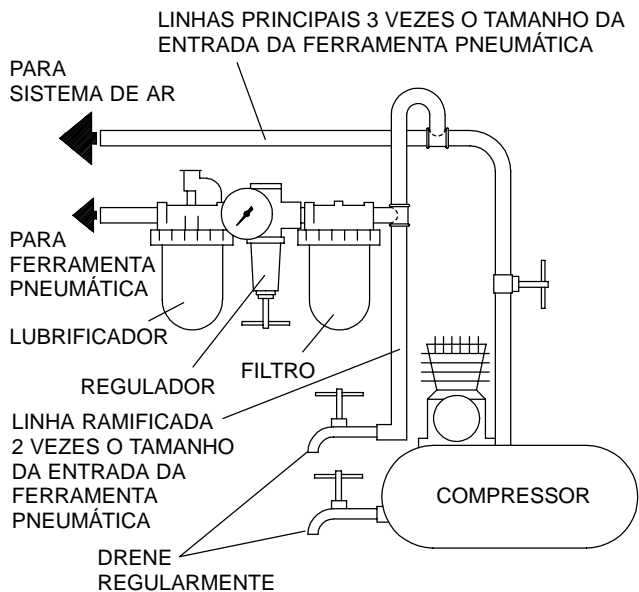 LINHAS PRINCIPAIS 3 VEZES O TAMANHO DA
ENTRADA DA FERRAMENTA PNEUMÁTICA
PARA
SISTEMA DE AR
PARA
FERRAMENTA
PNEUMÁTICA
LUBRIFICADOR
REGULADOR
FILTRO
LINHA RAMIFICADA
2 VEZES O TAMANHO
DA ENTRADA DA
FERRAMENTA
PNEUMÁTICA
COMPRESSOR
DRENE
REGULARMENTE